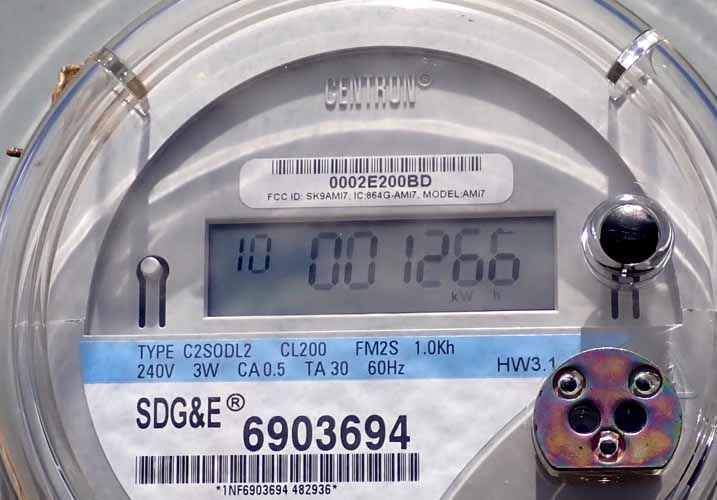 CENTRON®
0002E200BD
FCC ID: SK9AMI7, IC:864G-AMI7, MODEL:AMI7
10 001266
kW h
TYPE C2SODL2 CL200 FM2S 1.0Kh
240V 3W CA 0.5 TA 30 60Hz HW3.1
SDG&E® 6903694
*1NF6903694 482936*